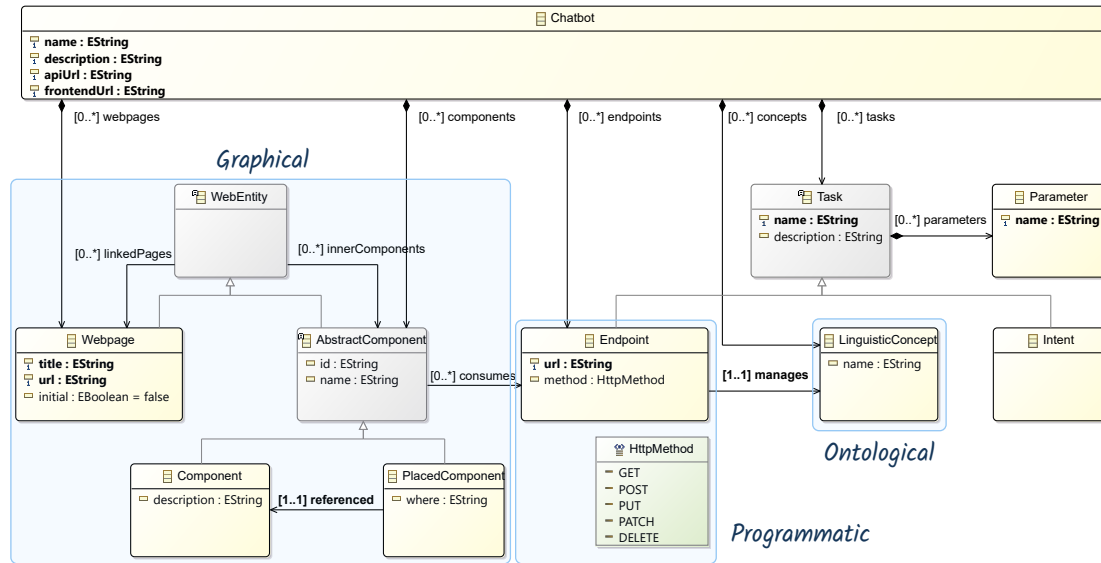 Chatbot
name : EString
description : EString
apiUrl : EString
frontendUrl : EString
[0..*] webpages
[0..*] components
[0..*] endpoints
[0..*] concepts
[0..*] tasks
Graphical
WebEntity
[0..*] linkedPages
[0..*] innerComponents
Task
name : EString
description : EString
[0..*] parameters
Parameter
name : EString
Webpage
title : EString
url : EString
initial : EBoolean = false
AbstractComponent
id : EString
name : EString
[0..*] consumes
Endpoint
url : EString
method : HttpMethod
[1..1] manages
LinguisticConcept
name : EString
Intent
Ontological
Component
description : EString
[1..1] referenced
PlacedComponent
where : EString
HttpMethod
GET
POST
PUT
PATCH
DELETE
Programmatic